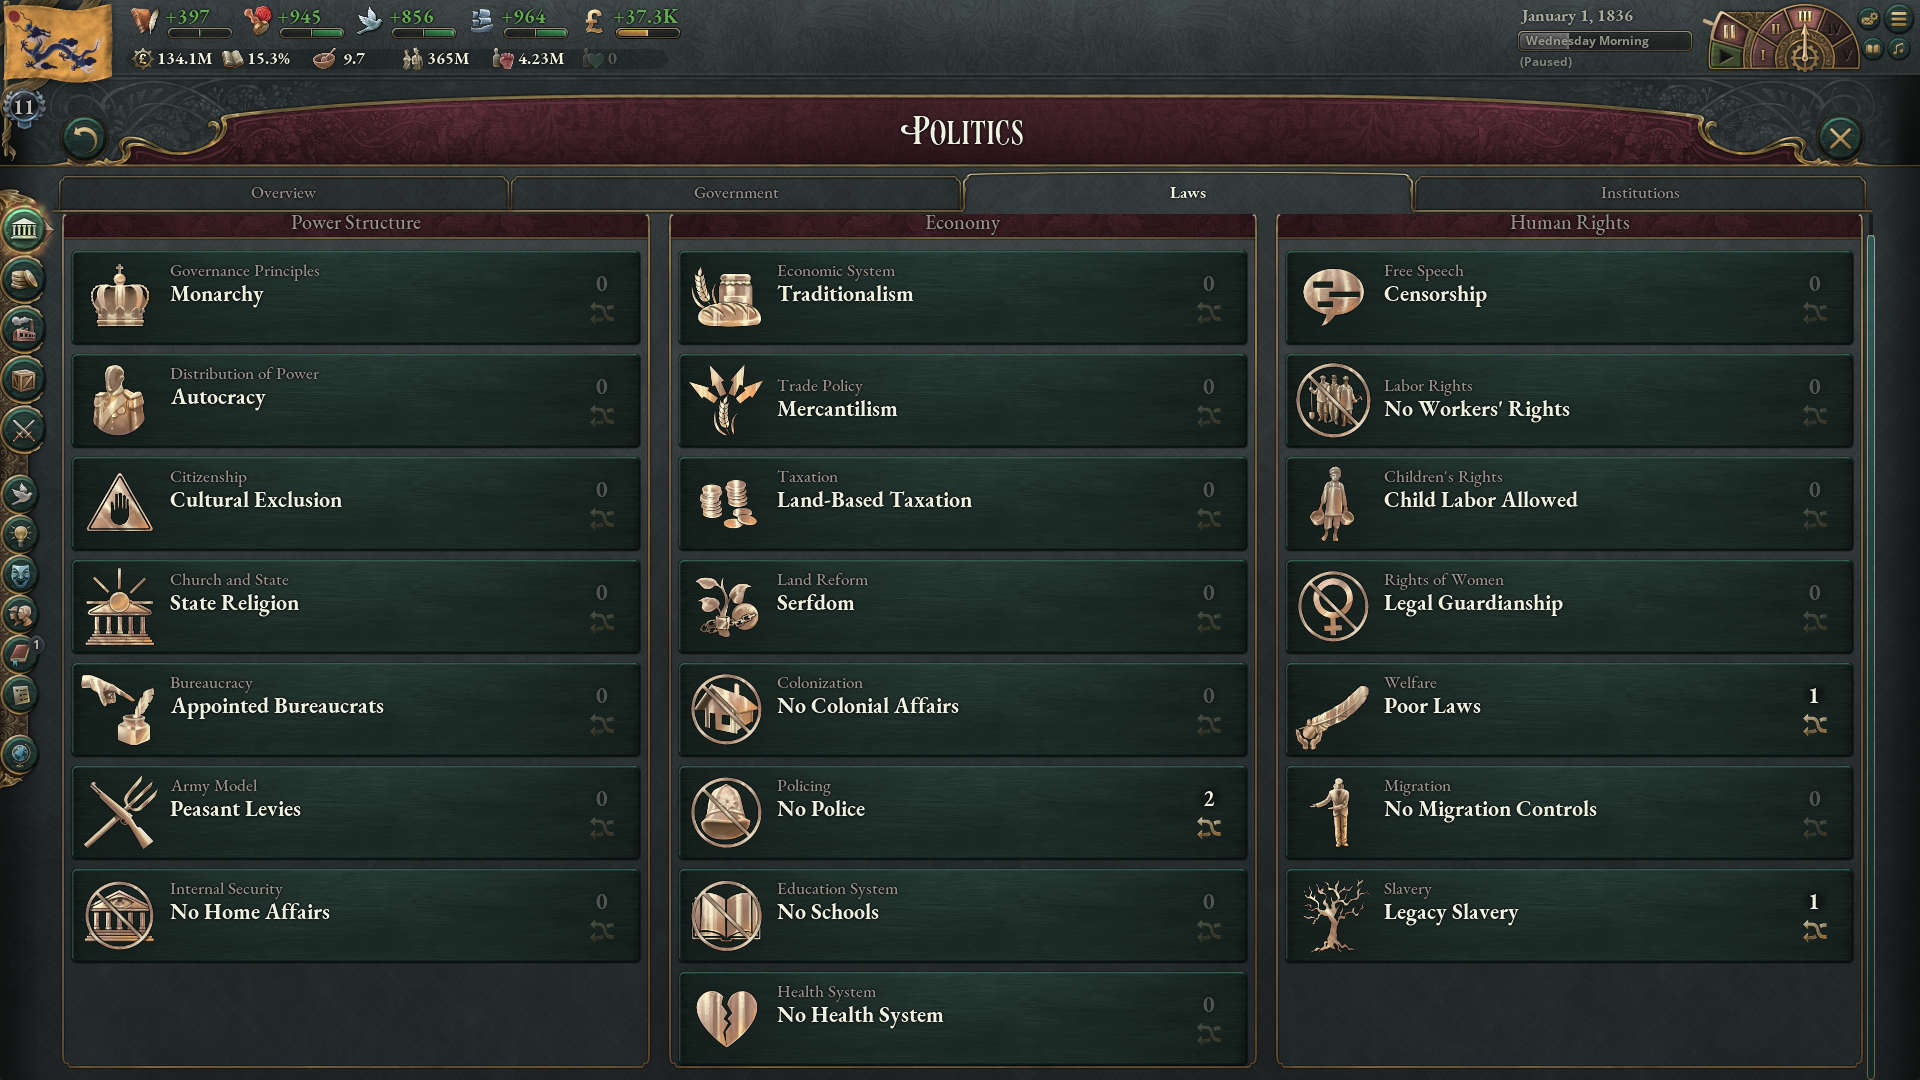 +397
+945
+856
+964
+37.3K
134.1M
15.3%
9.7
365M
4.23M
0
January 1, 1836
Wednesday Morning
(Paused)
I
II
III
IV
V
11
Politics
Overview
Government
Laws
Institutions
Power Structure
Governance Principles
Monarchy
0
Distribution of Power
Autocracy
0
Citizenship
Cultural Exclusion
0
Church and State
State Religion
0
Bureaucracy
Appointed Bureaucrats
0
Army Model
Peasant Levies
0
Internal Security
No Home Affairs
0
Economy
Economic System
Traditionalism
0
Trade Policy
Mercantilism
0
Taxation
Land-Based Taxation
0
Land Reform
Serfdom
0
Colonization
No Colonial Affairs
0
Policing
No Police
2
Education System
No Schools
0
Health System
No Health System
0
Human Rights
Free Speech
Censorship
0
Labor Rights
No Workers' Rights
0
Children's Rights
Child Labor Allowed
0
Rights of Women
Legal Guardianship
0
Welfare
Poor Laws
1
Migration
No Migration Controls
0
Slavery
Legacy Slavery
1
1